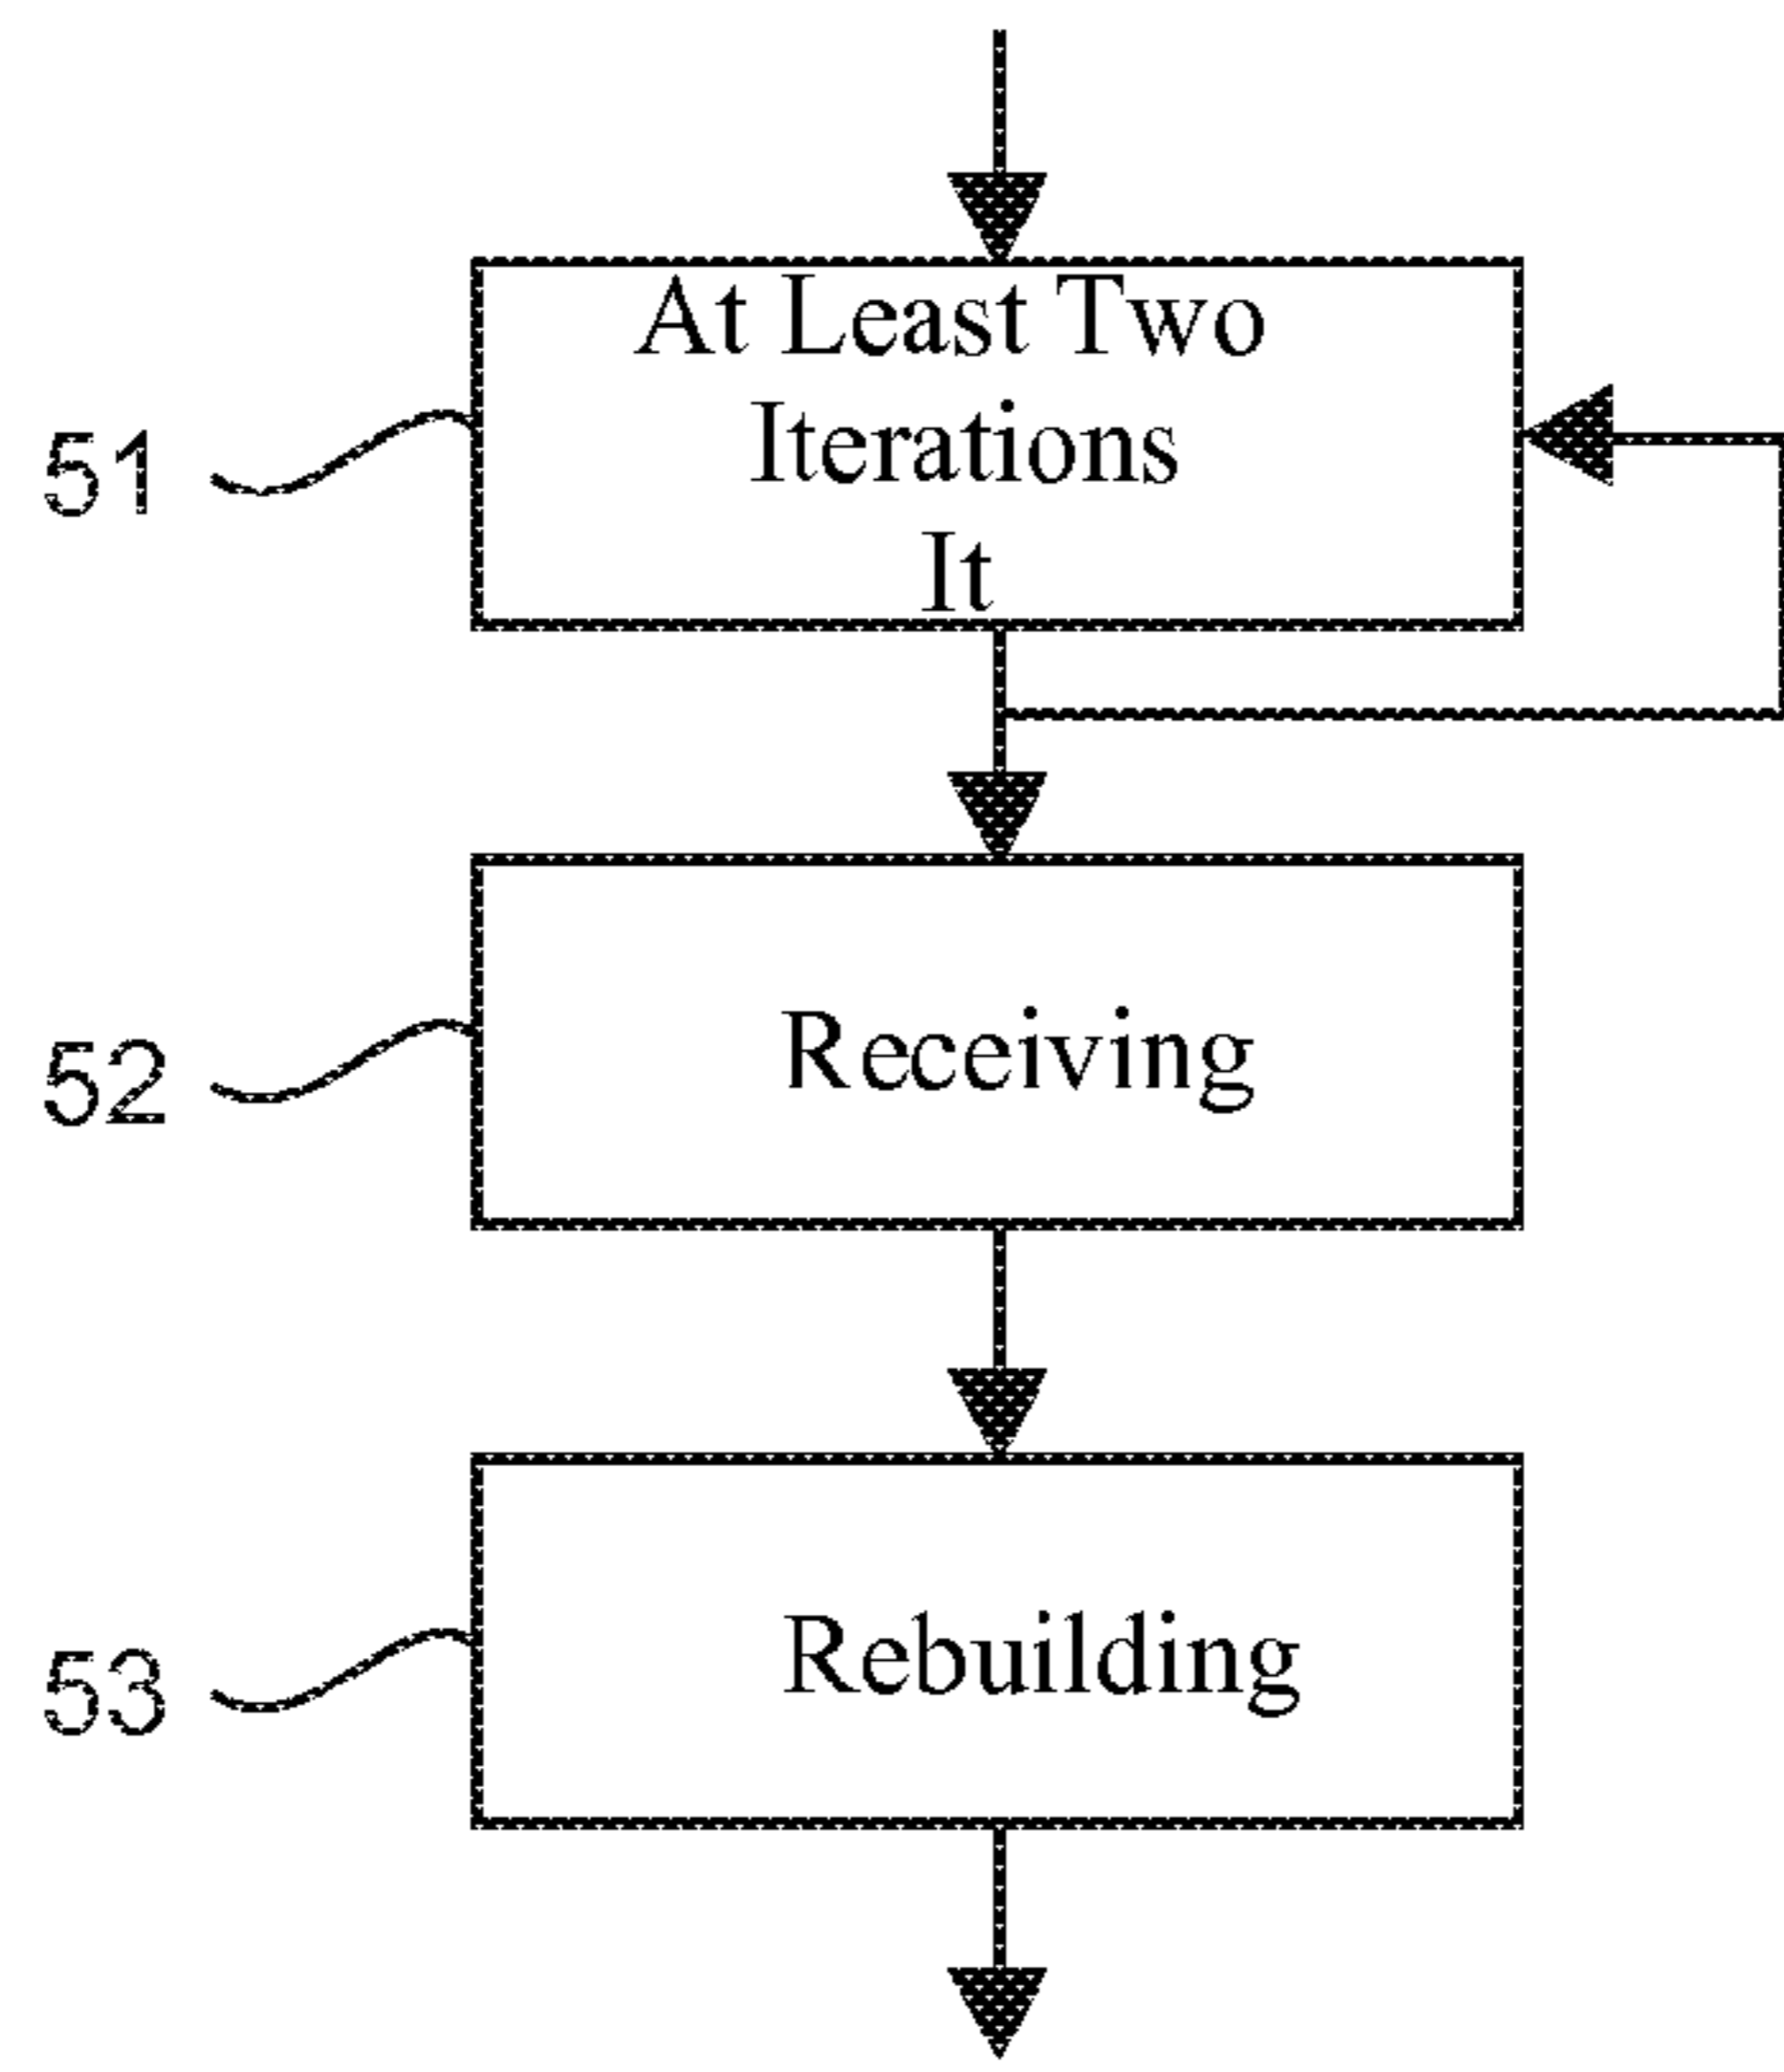 At Least Two
Iterations
It
51
Receiving
52
Rebuilding
53